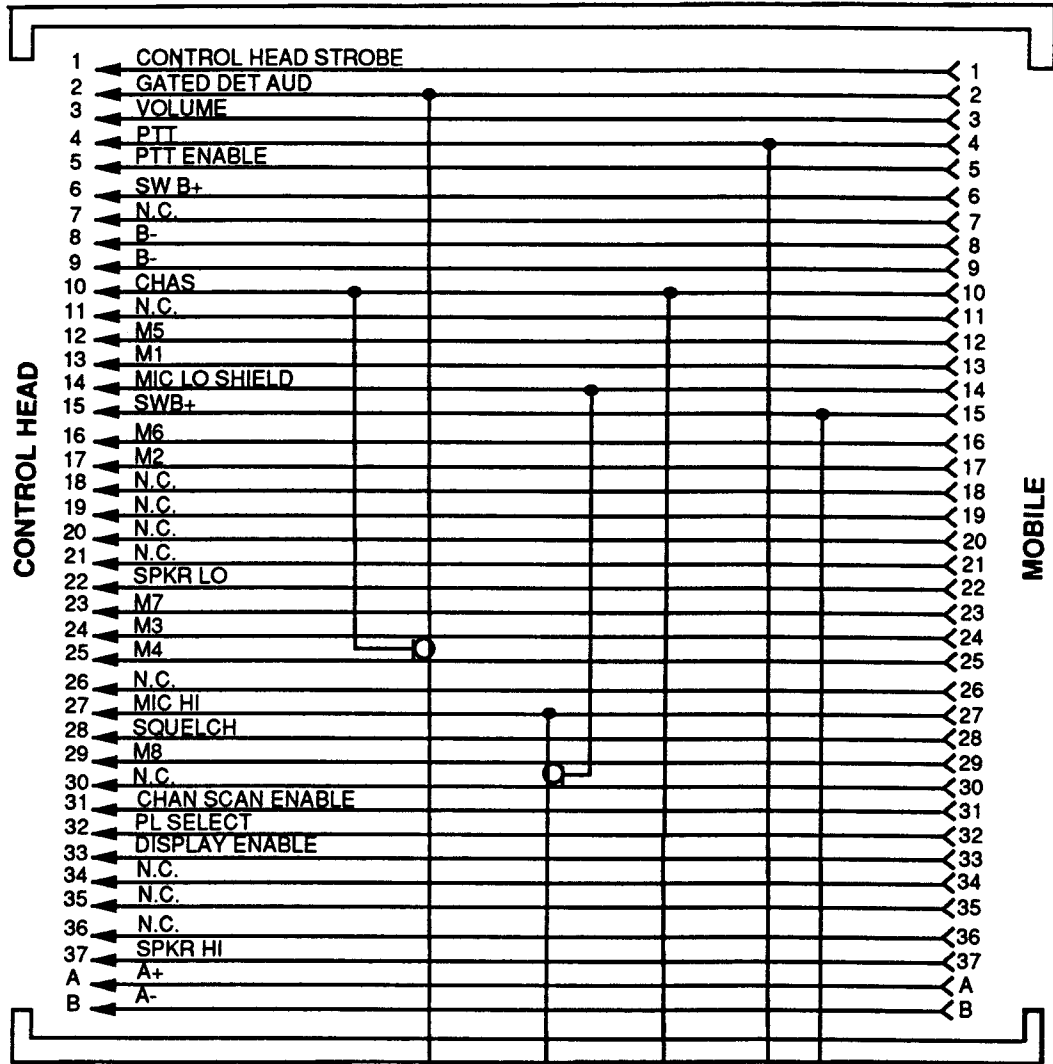 1 CONTROL HEAD STROBE 1
2 GATED DET AUD 2
3 VOLUME 3
4 PTT 4
5 PTT ENABLE 5
6 SW B+ 6
7 N.C. 7
8 B- 8
9 B- 9
10 CHAS 10
11 N.C. 11
12 M5 12
13 M1 13
14 MIC LO SHIELD 14
15 SWB+ 15
16 M6 16
17 M2 17
18 N.C. 18
19 N.C. 19
20 N.C. 20
21 N.C. 21
22 SPKR LO 22
23 M7 23
24 M3 24
25 M4 25
26 N.C. 26
27 MIC HI 27
28 SQUELCH 28
29 M8 29
30 N.C. 30
31 CHAN SCAN ENABLE 31
32 PL SELECT 32
33 DISPLAY ENABLE 33
34 N.C. 34
35 N.C. 35
36 N.C. 36
37 SPKR HI 37
A A+ A
B A- B
CONTROL HEAD
MOBILE